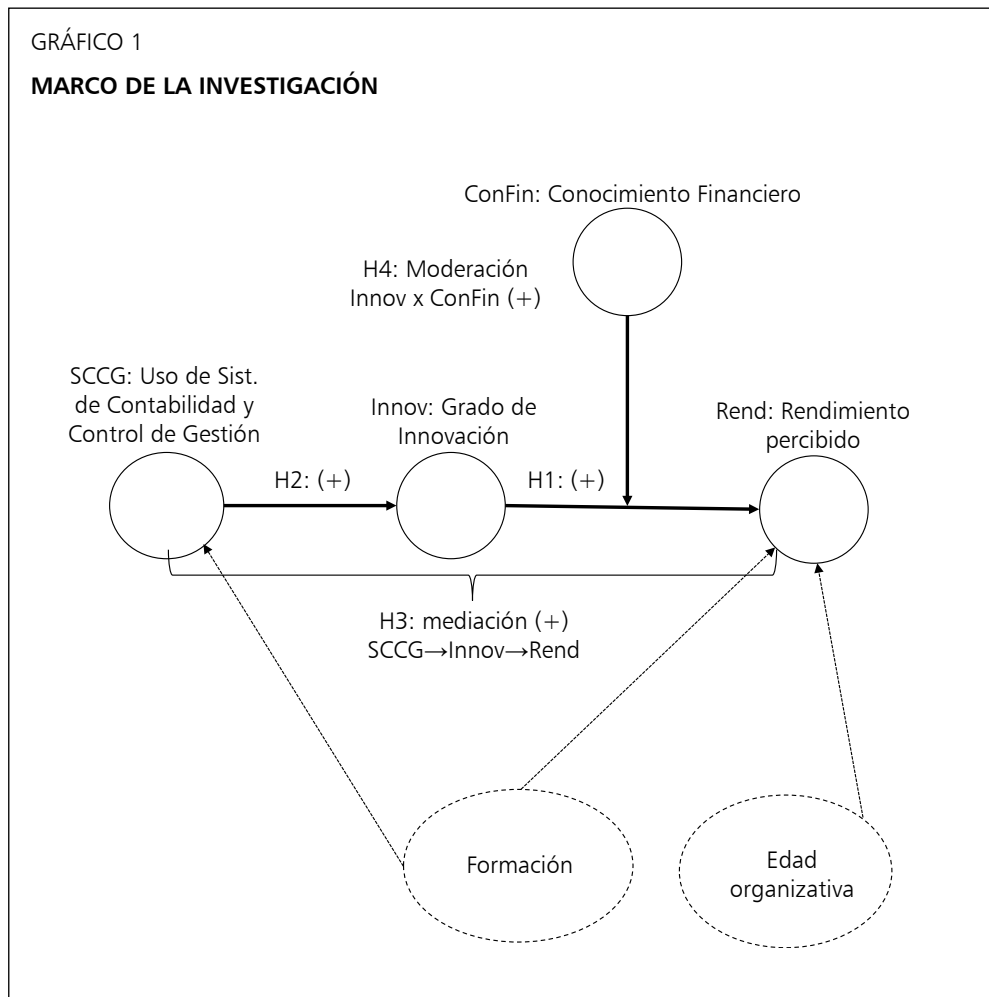 GRÁFICO 1
MARCO DE LA INVESTIGACIÓN
ConFin: Conocimiento Financiero
H4: Moderación
Innov x ConFin (+)
SCCG: Uso de Sist.
de Contabilidad y
Control de Gestión
Innov: Grado de
Innovación
Rend: Rendimiento
percibido
H2: (+)
H1: (+)
H3: mediación (+)
SCCG→Innov→Rend
Formación
Edad
organizativa